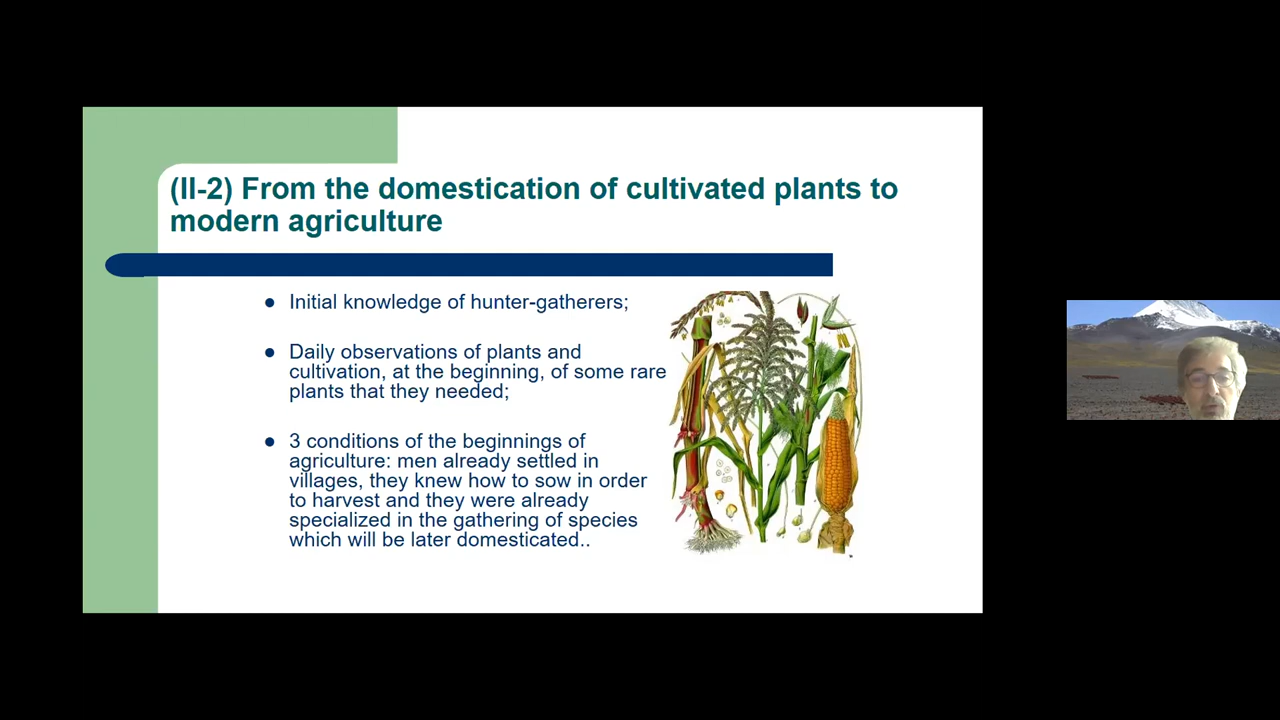 (II-2) From the domestication of cultivated plants to
modern agriculture
Initial knowledge of hunter-gatherers;
Daily observations of plants and
cultivation, at the beginning, of some rare
plants that they needed;
3 conditions of the beginnings of
agriculture: men already settled in
villages, they knew how to sow in order
to harvest and they were already
specialized in the gathering of species
which will be later domesticated..